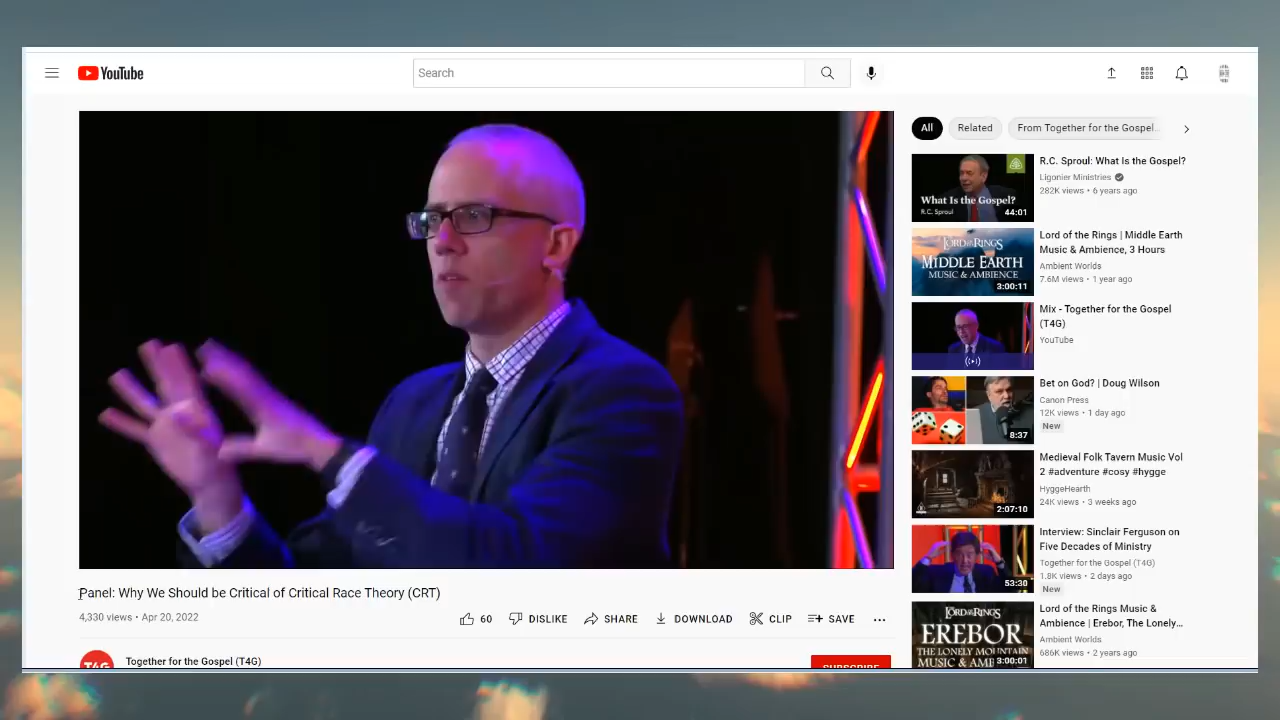 YouTube
Search
All
Related
From Together for the Gospel...
What Is the Gospel?
R.C. Sproul
44:01
R.C. Sproul: What Is the Gospel?
Ligonier Ministries
282K views • 6 years ago
LORD OF THE RINGS
MIDDLE EARTH
MUSIC & AMBIENCE
3:00:11
Lord of the Rings | Middle Earth
Music & Ambience, 3 Hours
Ambient Worlds
7.6M views • 1 year ago
Mix - Together for the Gospel
(T4G)
YouTube
8:37
Bet on God? | Doug Wilson
Canon Press
12K views • 1 day ago
New
2:07:10
Medieval Folk Tavern Music Vol
2 #adventure #cosy #hygge
HyggeHearth
24K views • 3 weeks ago
53:30
Interview: Sinclair Ferguson on
Five Decades of Ministry
Together for the Gospel (T4G)
1.8K views • 2 days ago
New
LORD OF THE RINGS
EREBOR
THE LONELY MOUNTAIN
MUSIC & AMB
3:00:01
Lord of the Rings Music &
Ambience | Erebor, The Lonely...
Ambient Worlds
686K views • 2 years ago
Panel: Why We Should be Critical of Critical Race Theory (CRT)
4,330 views • Apr 20, 2022
60
DISLIKE
SHARE
DOWNLOAD
CLIP
SAVE
T4G
Together for the Gospel (T4G)
SUBSCRIBE